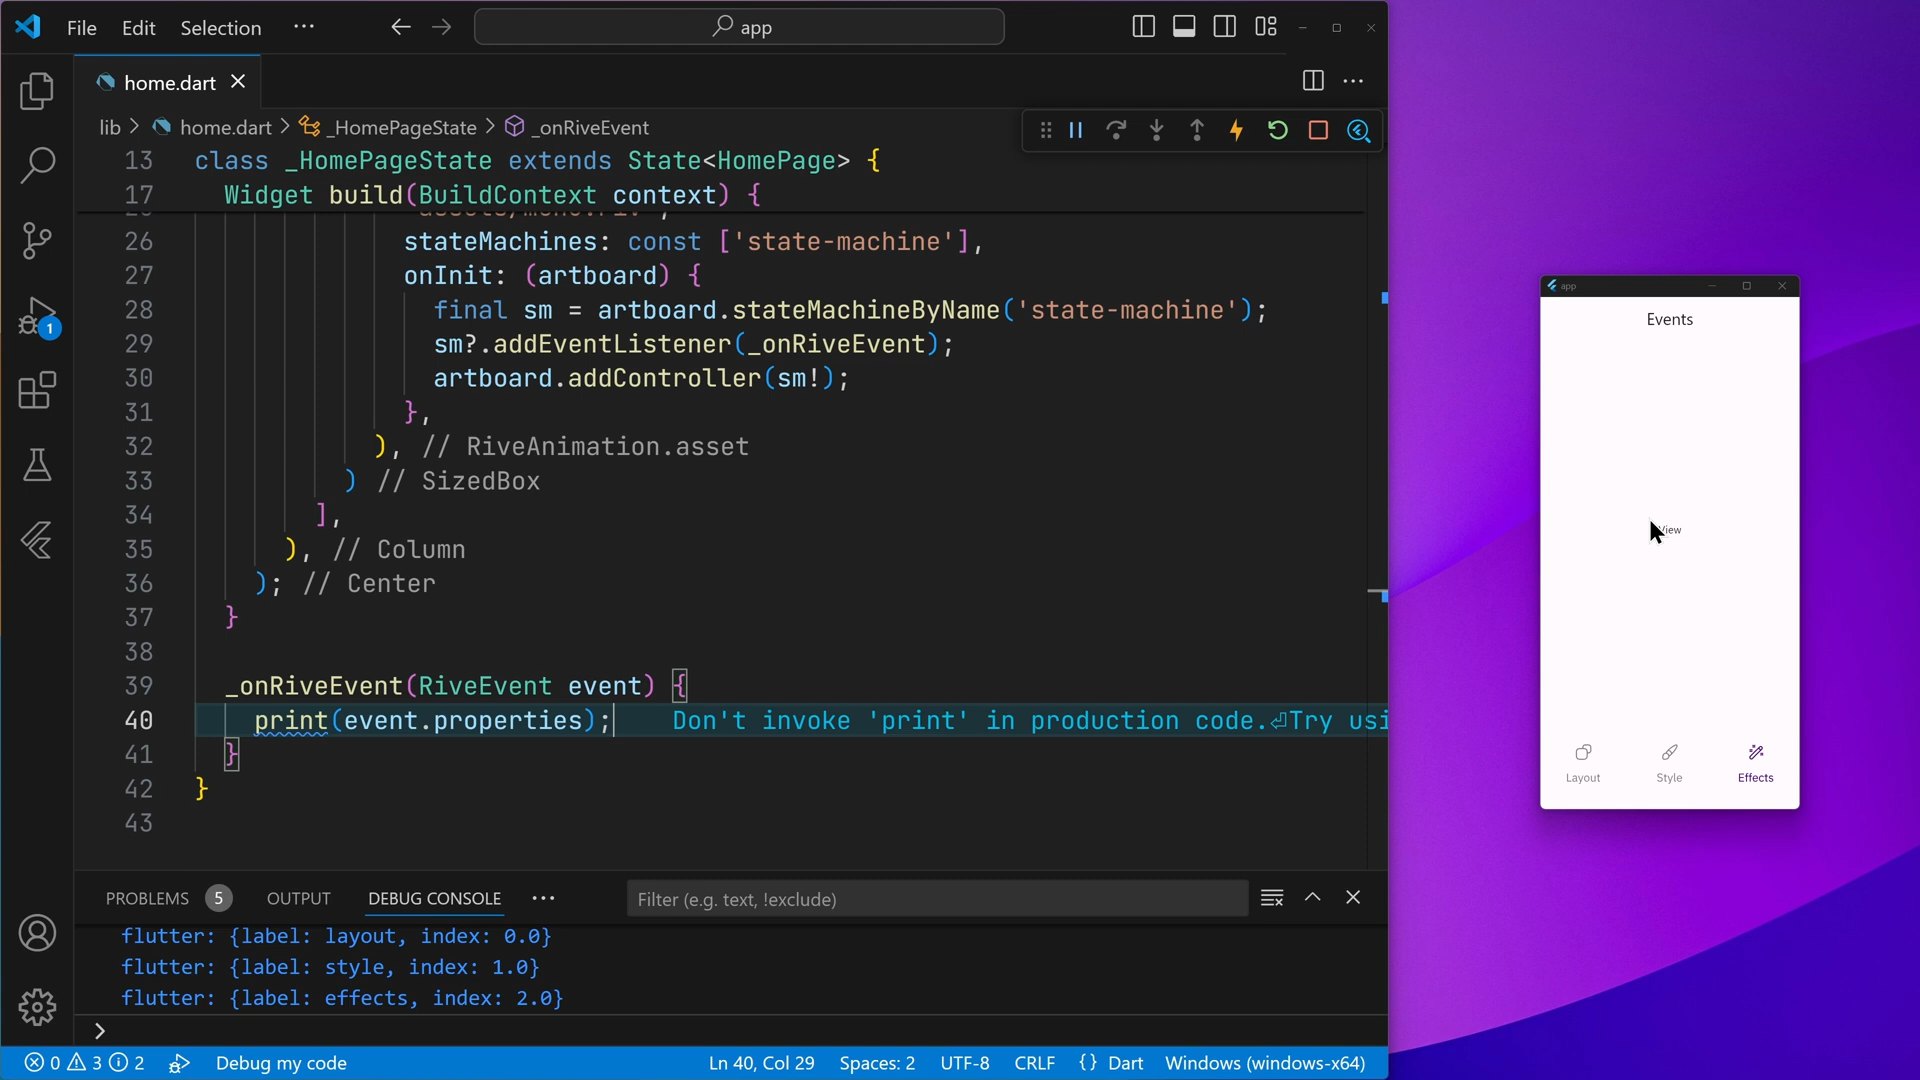 File Edit Selection ···
app
home.dart
lib > home.dart > _HomePageState > _onRiveEvent
13 class _HomePageState extends State<HomePage> {
17 Widget build(BuildContext context) {
26 stateMachines: const ['state-machine'],
27 onInit: (artboard) {
28 final sm = artboard.stateMachineByName('state-machine');
29 sm?.addEventListener(_onRiveEvent);
30 artboard.addController(sm!);
31 },
32 ), // RiveAnimation.asset
33 ) // SizedBox
34 ],
35 ), // Column
36 ); // Center
37 }
38
39 _onRiveEvent(RiveEvent event) {
40 print(event.properties); Don't invoke 'print' in production code.⏎Try usi
41 }
42 }
43
PROBLEMS 5 OUTPUT DEBUG CONSOLE ··· Filter (e.g. text, !exclude)
flutter: {label: layout, index: 0.0}
flutter: {label: style, index: 1.0}
flutter: {label: effects, index: 2.0}
>
0 3 2 Debug my code Ln 40, Col 29 Spaces: 2 UTF-8 CRLF {} Dart Windows (windows-x64)
1
app
Events
Layout Style Effects